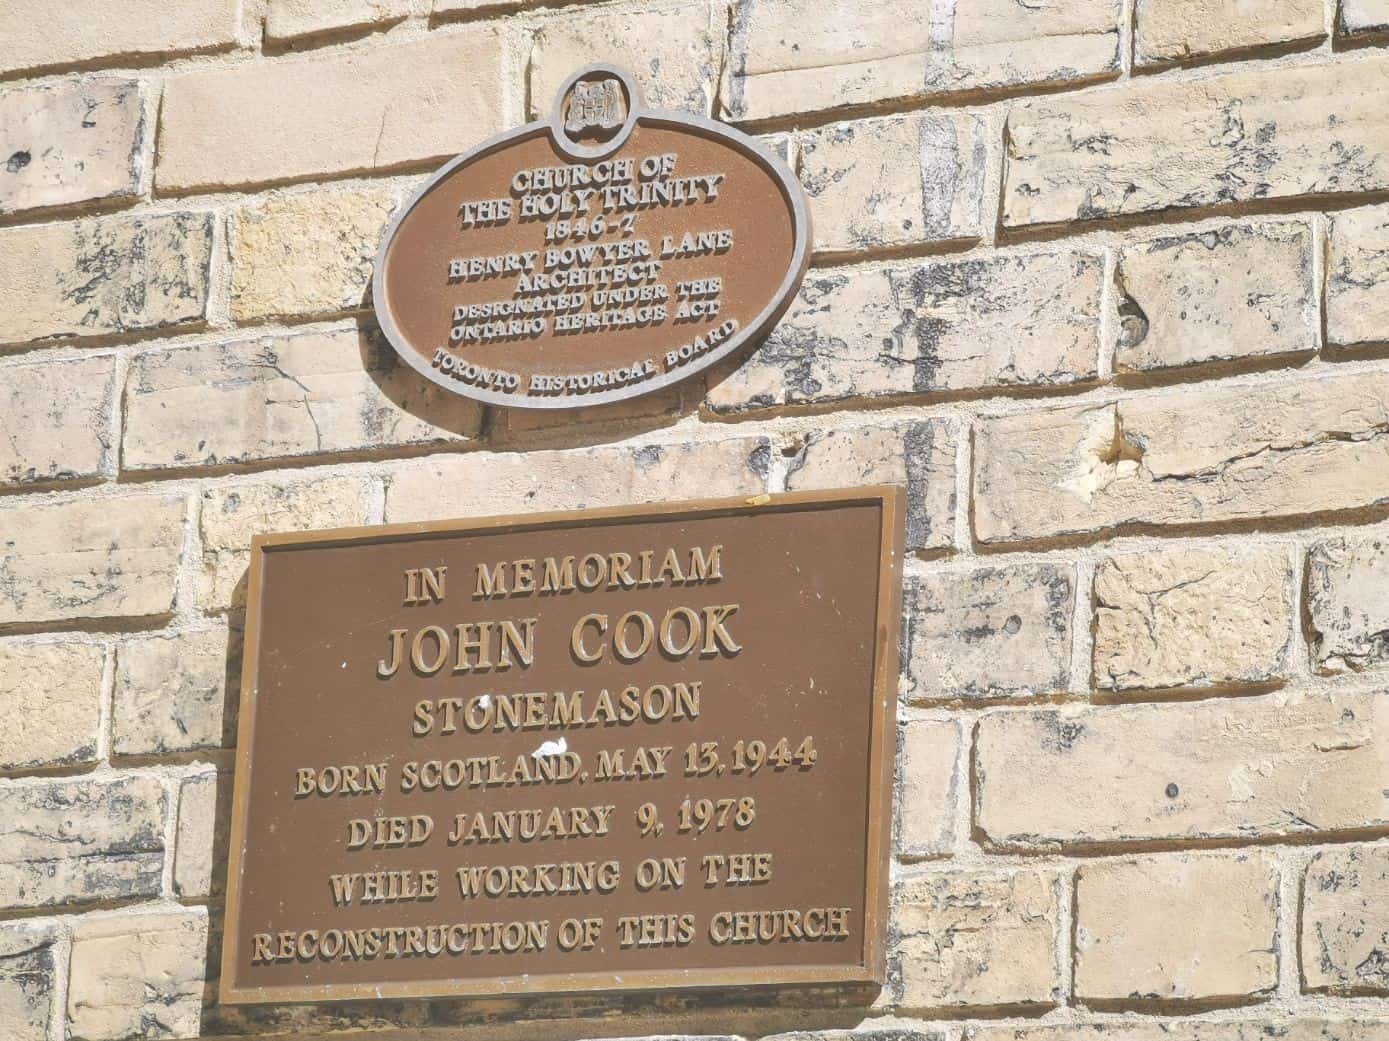 CHURCH OF
THE HOLY TRINITY
1846-7
HENRY BOWYER LANE
ARCHITECT
DESIGNATED UNDER THE
ONTARIO HERITAGE ACT
TORONTO HISTORICAL BOARD
IN MEMORIAM
JOHN COOK
STONEMASON
BORN SCOTLAND, MAY 13, 1944
DIED JANUARY 9, 1978
WHILE WORKING ON THE
RECONSTRUCTION OF THIS CHURCH